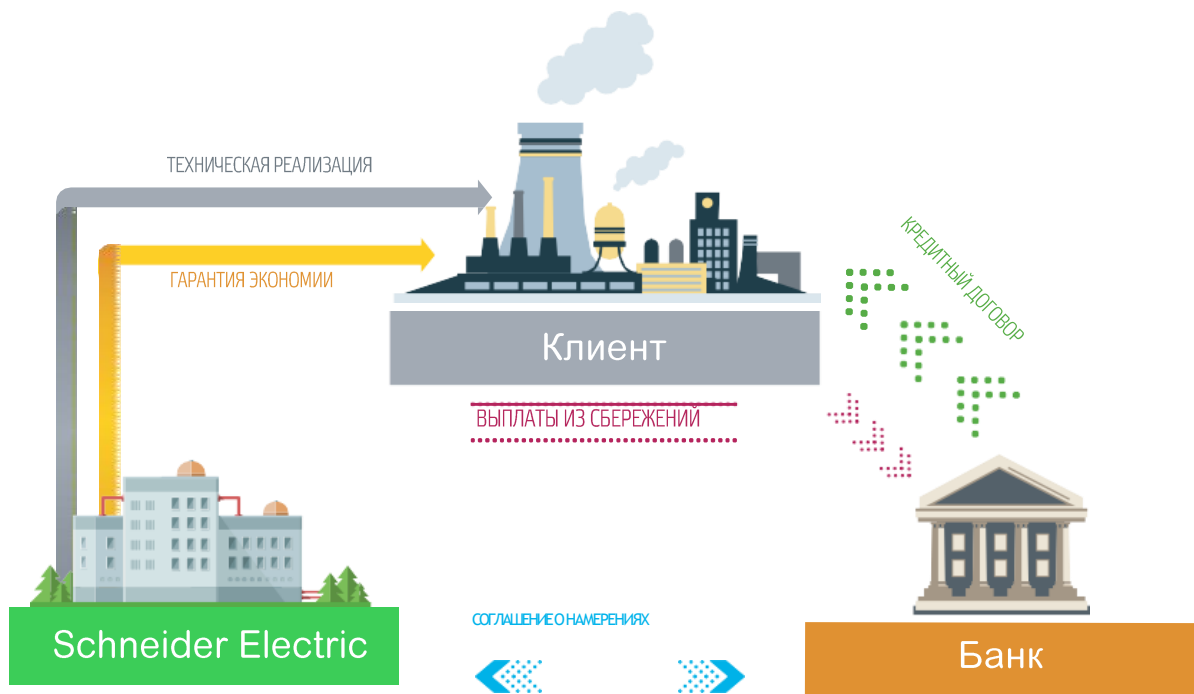 ТЕХНИЧЕСКАЯ РЕАЛИЗАЦИЯ
ГАРАНТИЯ ЭКОНОМИИ
КРЕДИТНЫЙ ДОГОВОР
Клиент
ВЫПЛАТЫ ИЗ СБЕРЕЖЕНИЙ
СОГЛАШЕНИЕ О НАМЕРЕНИЯХ
Schneider Electric
Банк